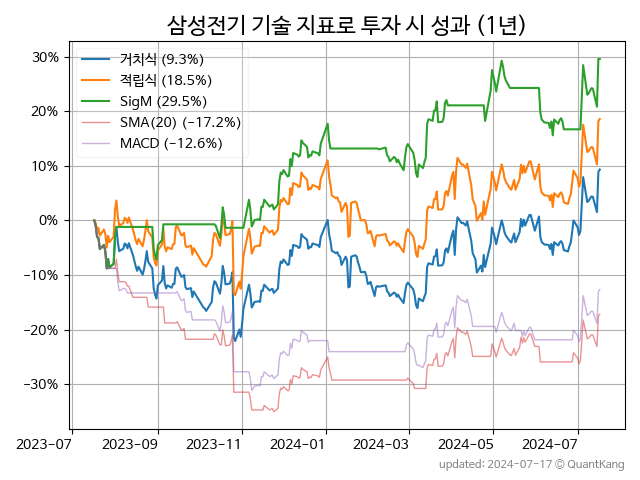 삼성전기 기술 지표로 투자 시 성과 (1년)
거치식 (9.3%)
적립식 (18.5%)
SigM (29.5%)
SMA(20) (−17.2%)
MACD (−12.6%)
30%
20%
10%
0%
−10%
−20%
−30%
2023-07 2023-09 2023-11 2024-01 2024-03 2024-05 2024-07
updated: 2024-07-17 © QuantKang